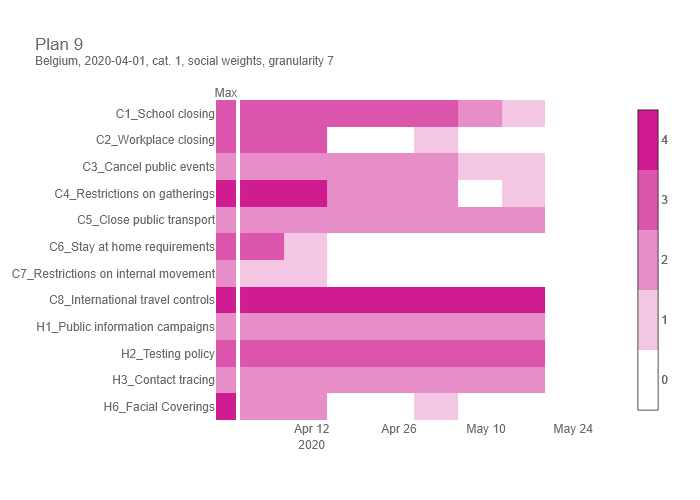 Plan 9
Belgium, 2020-04-01, cat. 1, social weights, granularity 7
Max
C1_School closing
C2_Workplace closing
C3_Cancel public events
C4_Restrictions on gatherings
C5_Close public transport
C6_Stay at home requirements
C7_Restrictions on internal movement
C8_International travel controls
H1_Public information campaigns
H2_Testing policy
H3_Contact tracing
H6_Facial Coverings
Apr 12
2020
Apr 26
May 10
May 24
4
3
2
1
0